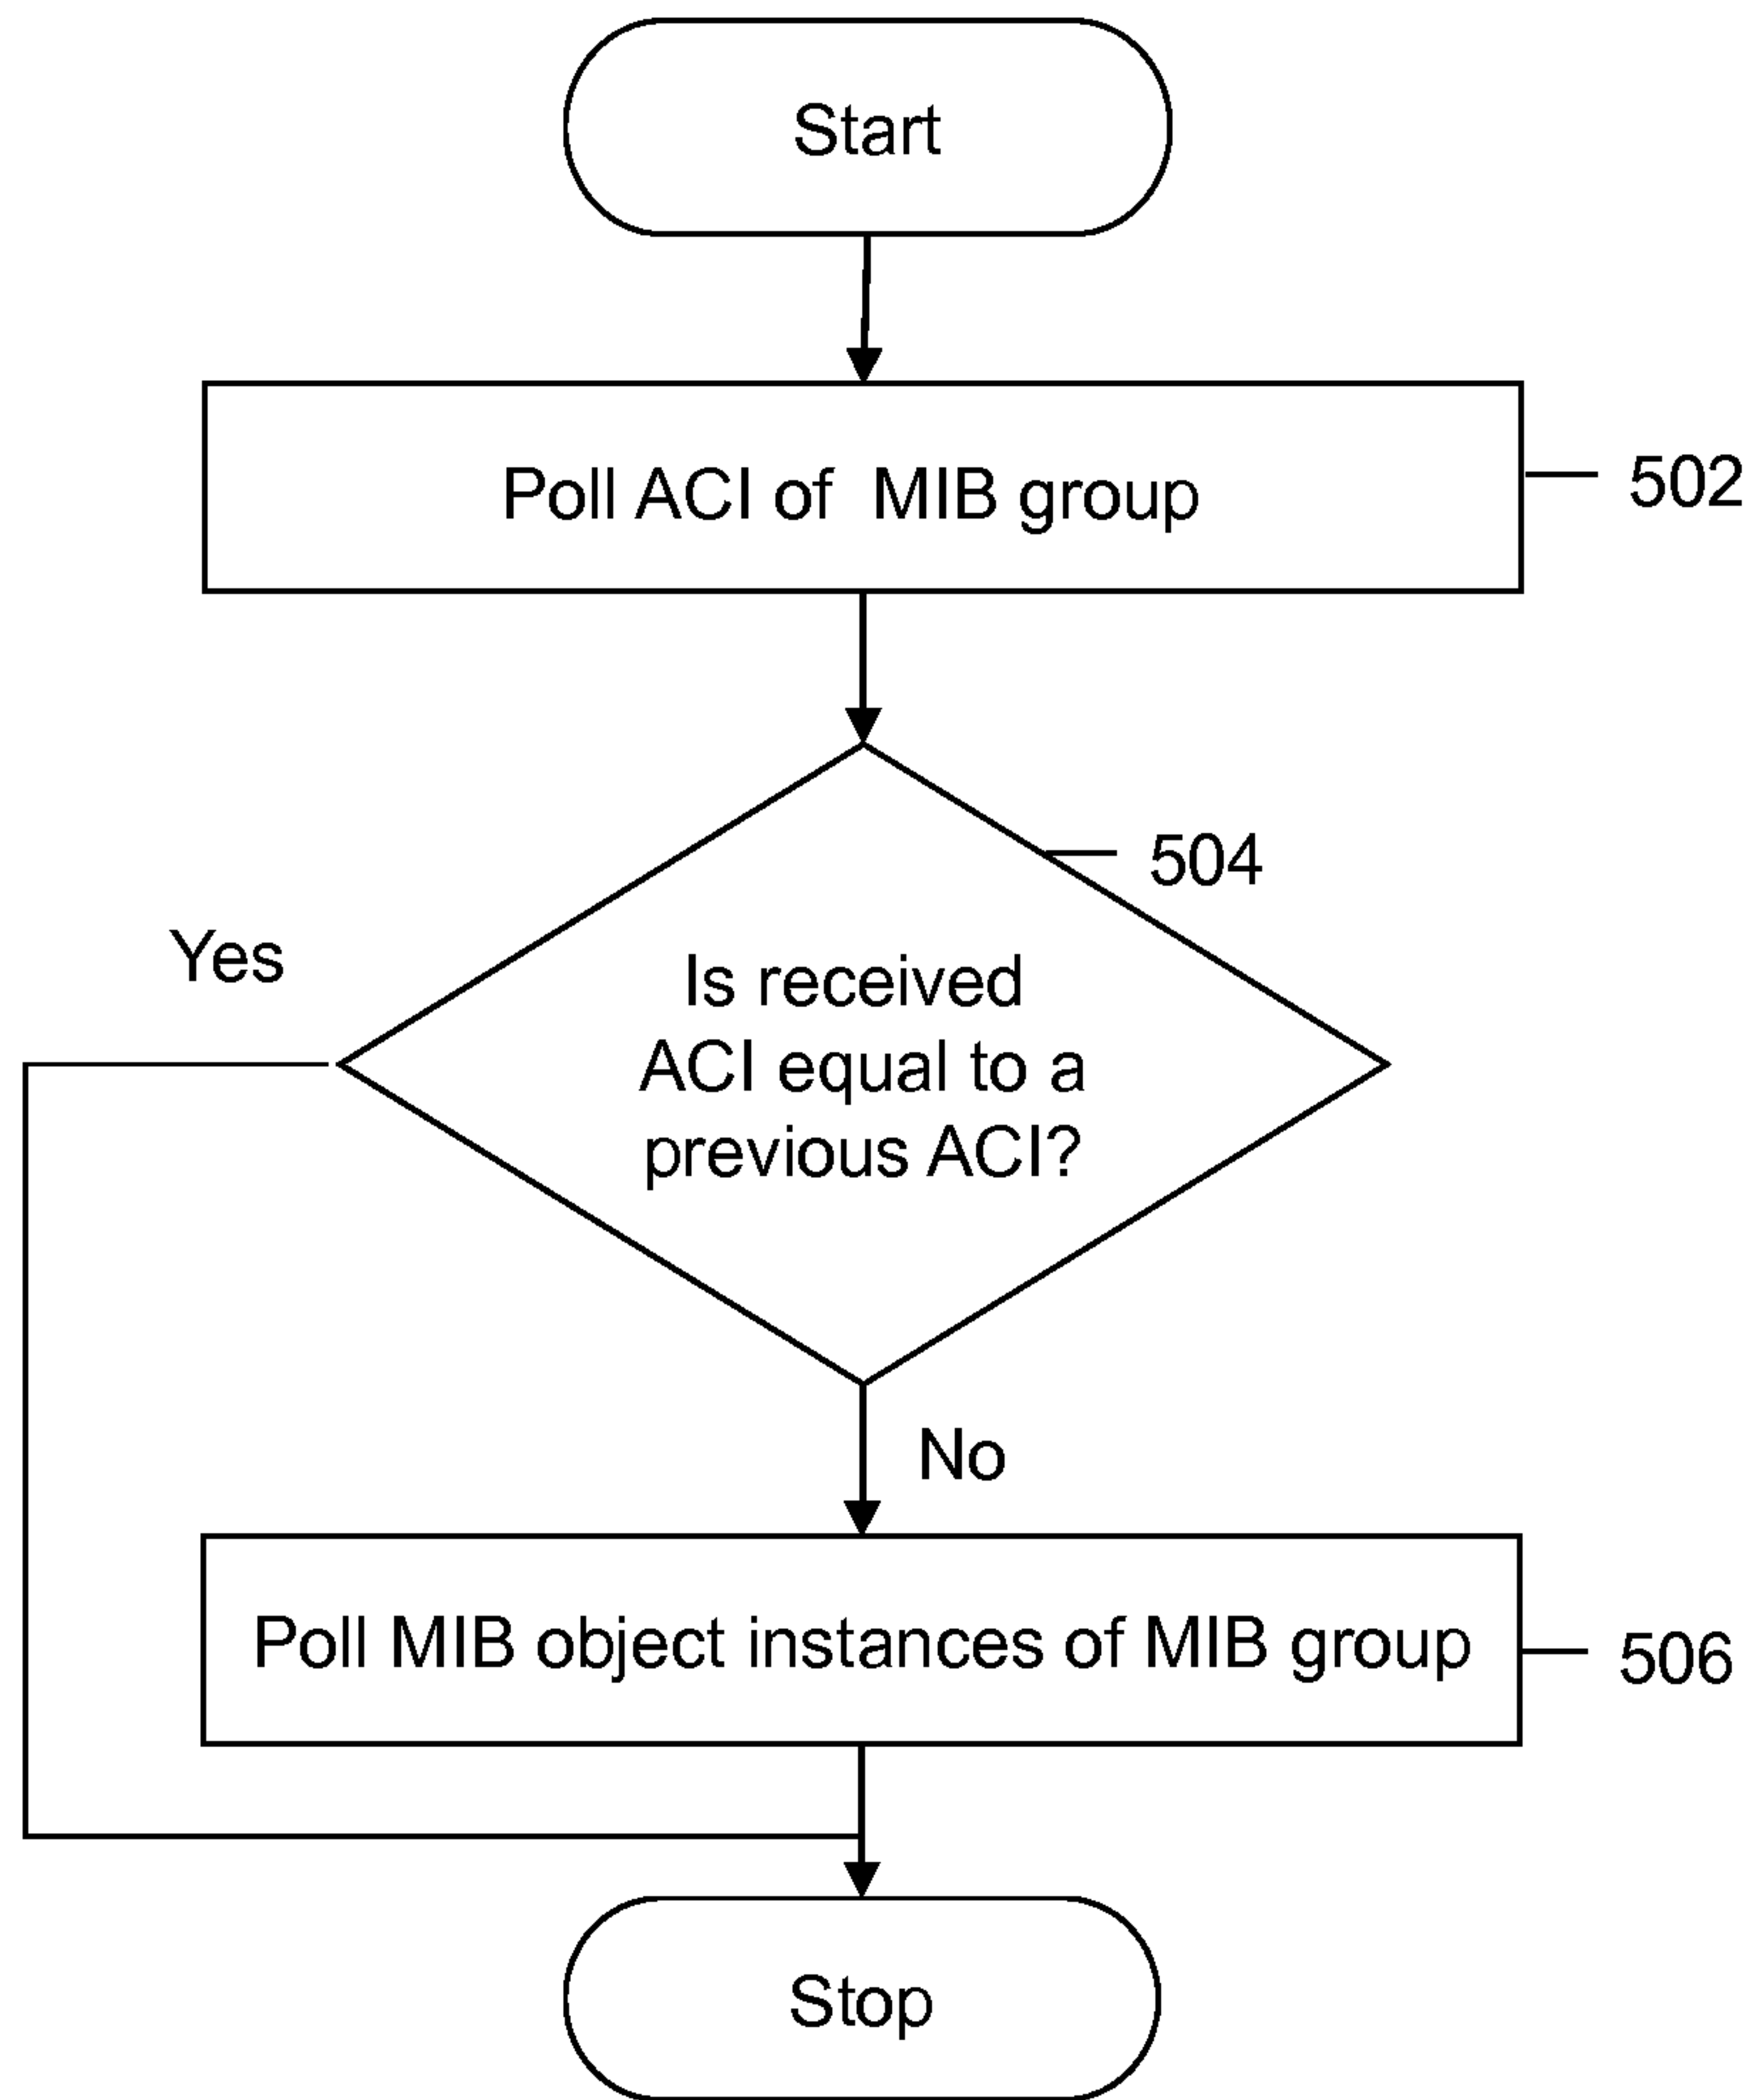 Start
Poll ACI of MIB group
502
504
Yes
Is received
ACI equal to a
previous ACI?
No
Poll MIB object instances of MIB group
506
Stop